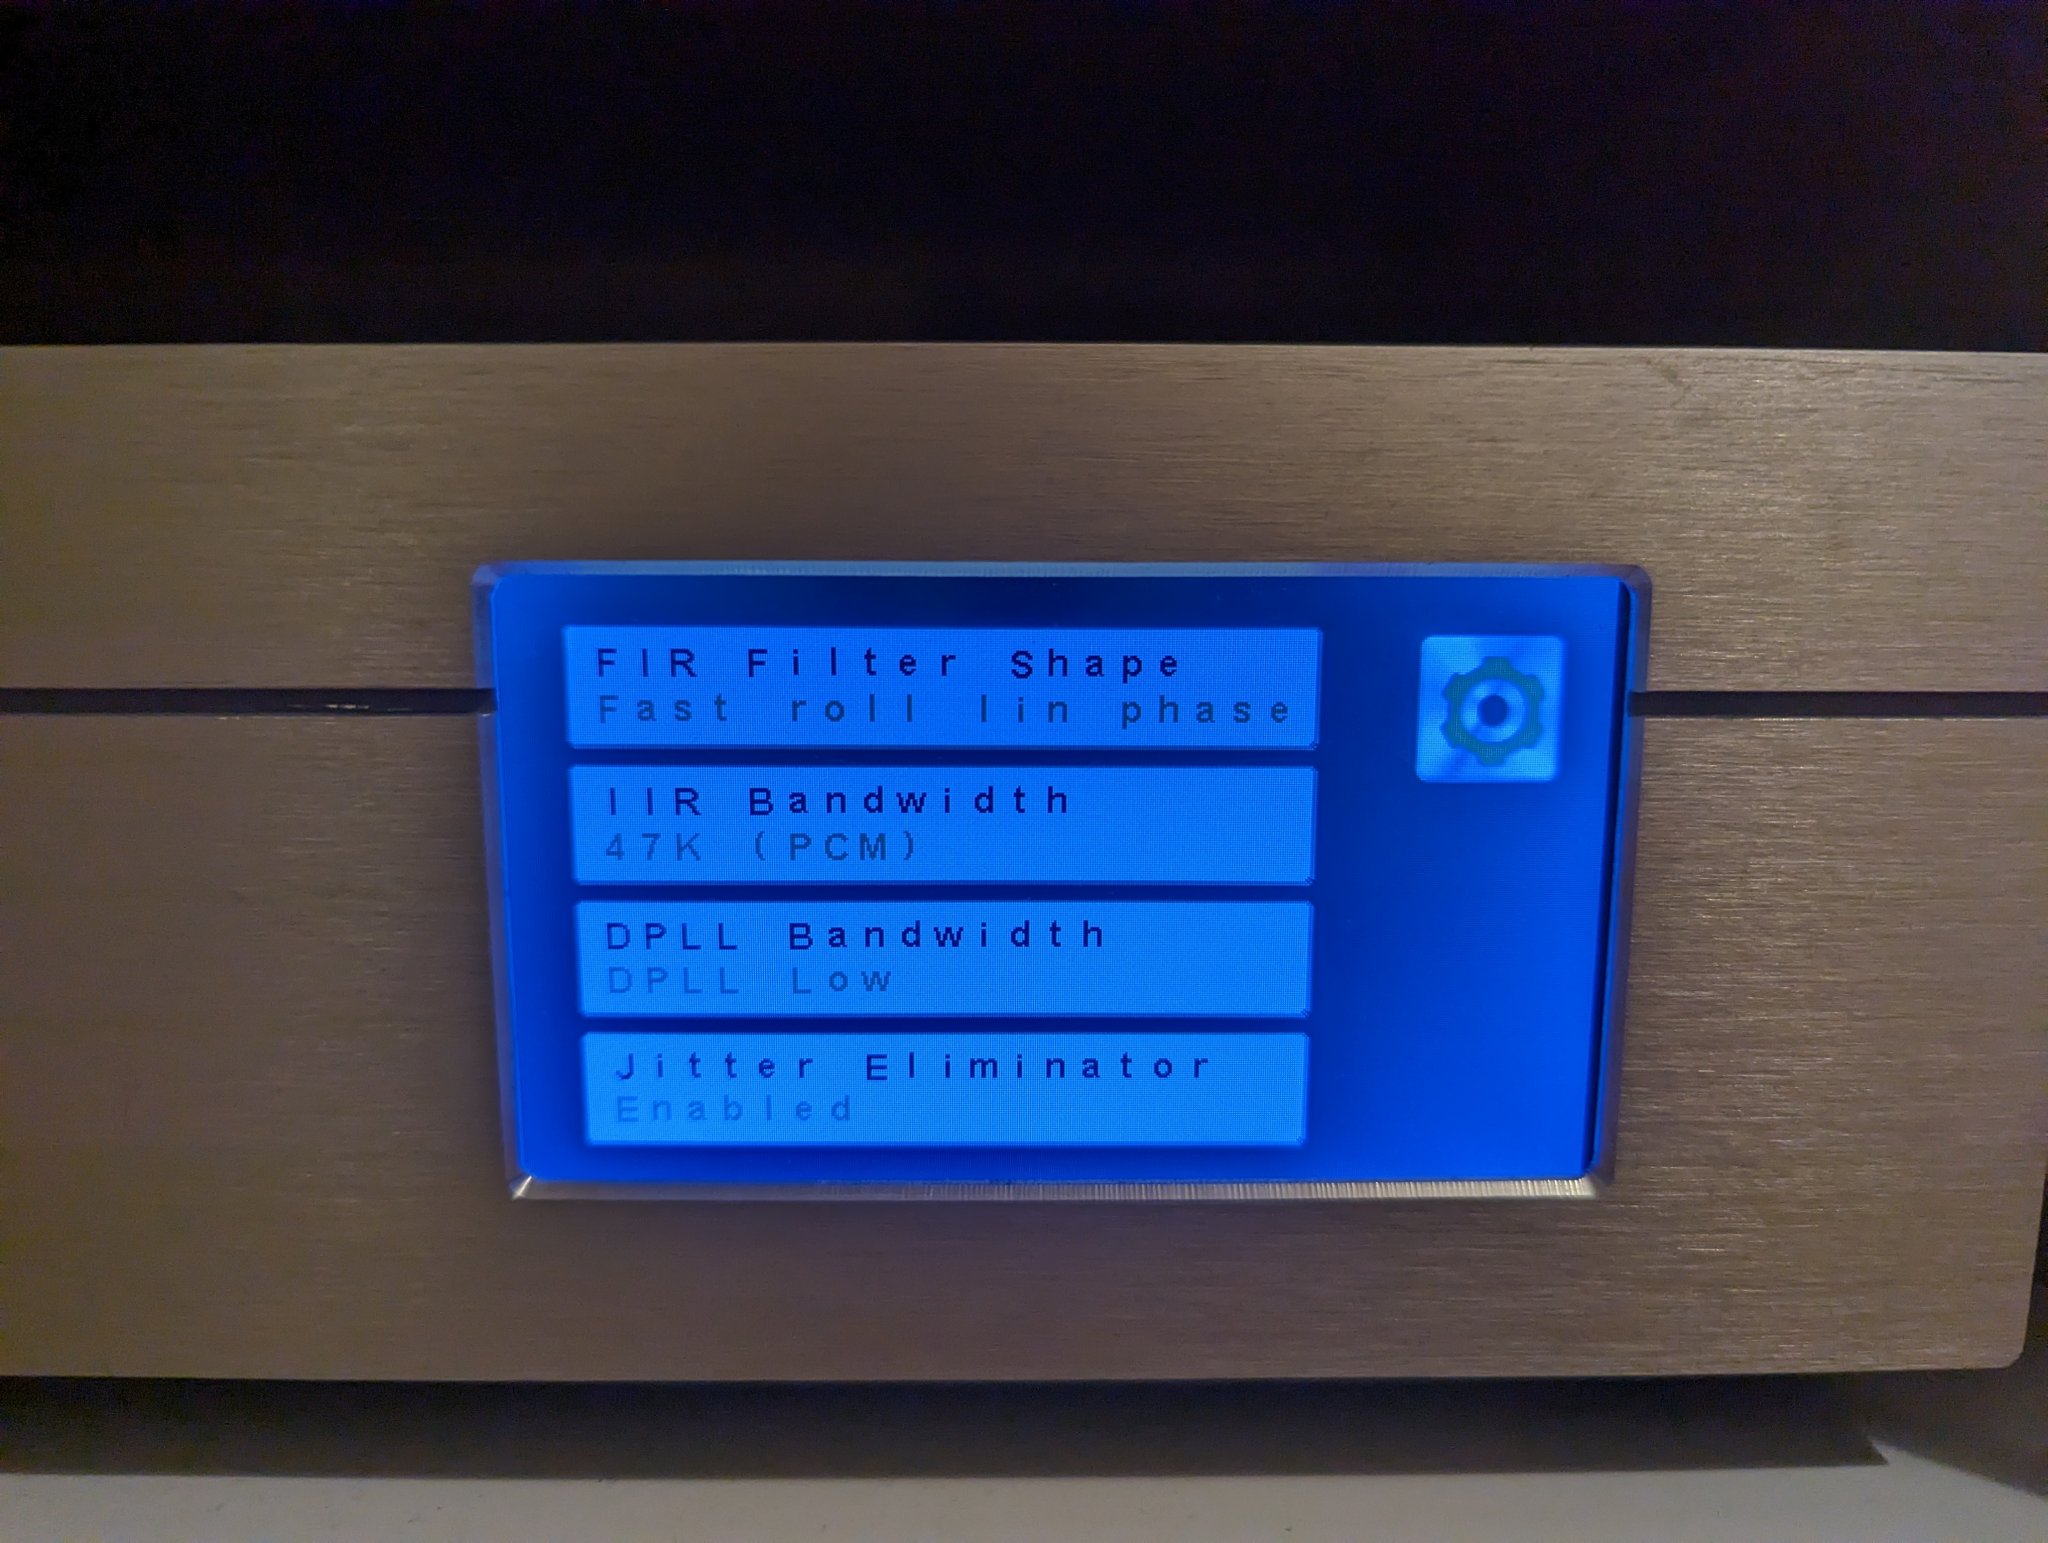 FIR Filter Shape
Fast roll lin phase
IIR Bandwidth
47K (PCM)
DPLL Bandwidth
DPLL Low
Jitter Eliminator
Enabled